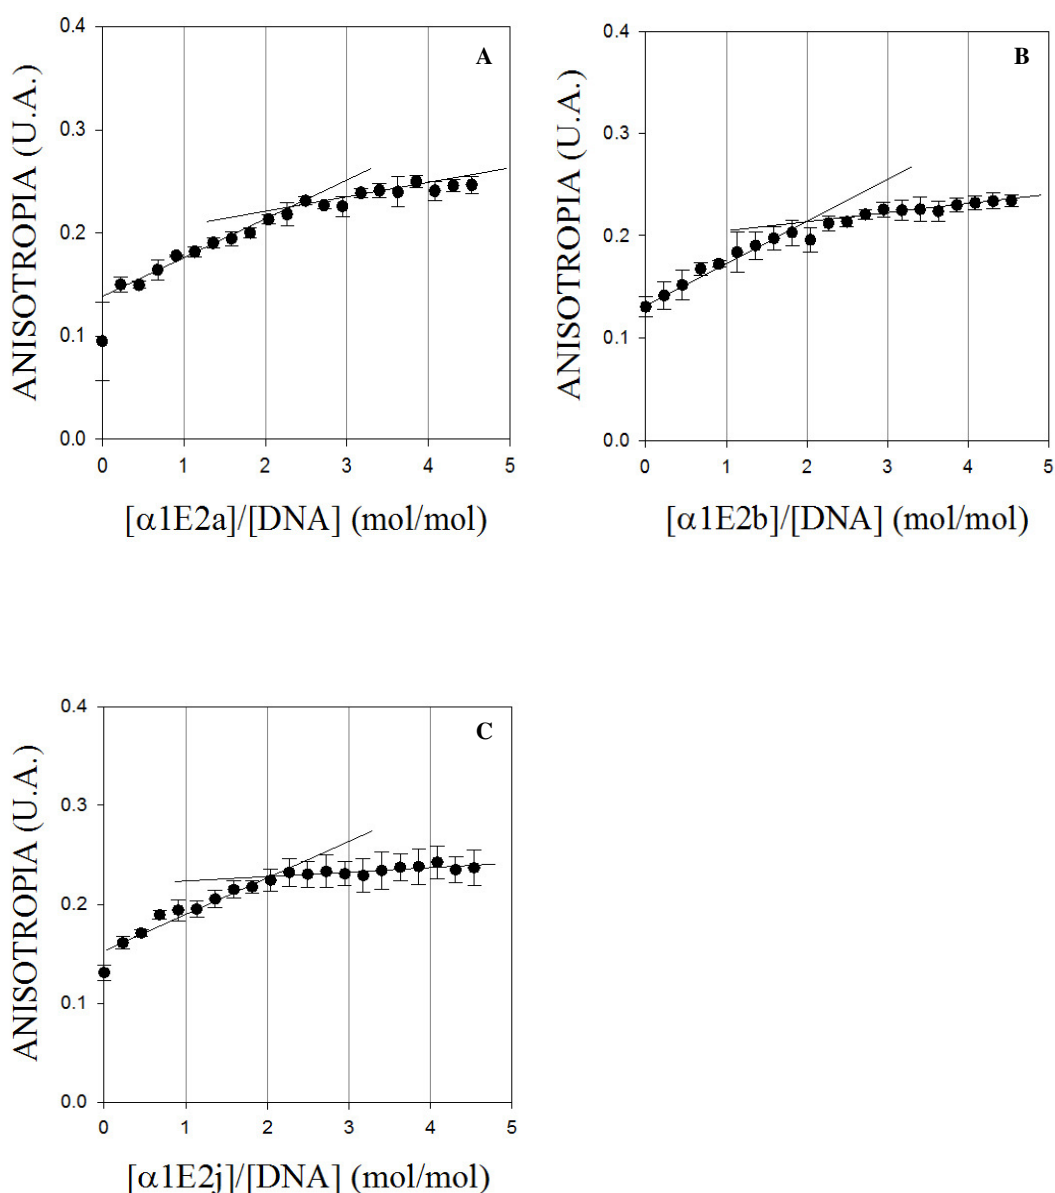 A
ANISOTROPIA (U.A.)
0.4
0.3
0.2
0.1
0.0
0 1 2 3 4 5
[α1E2a]/[DNA] (mol/mol)
B
ANISOTROPIA (U.A.)
0.4
0.3
0.2
0.1
0.0
0 1 2 3 4 5
[α1E2b]/[DNA] (mol/mol)
C
ANISOTROPIA (U.A.)
0.4
0.3
0.2
0.1
0.0
0 1 2 3 4 5
[α1E2j]/[DNA] (mol/mol)